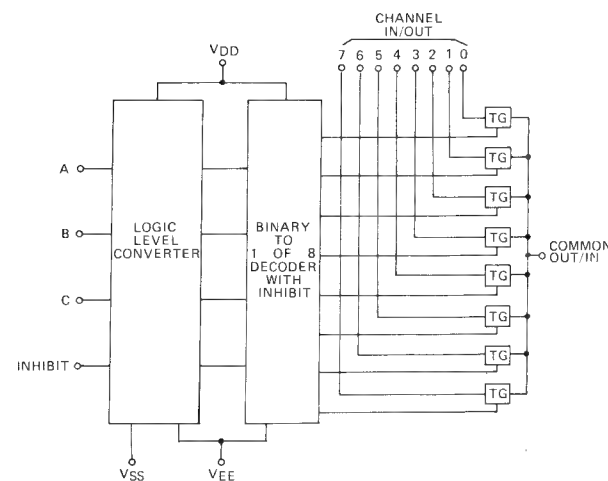 CHANNEL
IN/OUT
7 6 5 4 3 2 1 0
VDD
TG
TG
TG
TG
TG
TG
TG
TG
A
B
C
INHIBIT
LOGIC
LEVEL
CONVERTER
BINARY
TO
1 OF 8
DECODER
WITH
INHIBIT
COMMON
OUT/IN
VSS
VEE